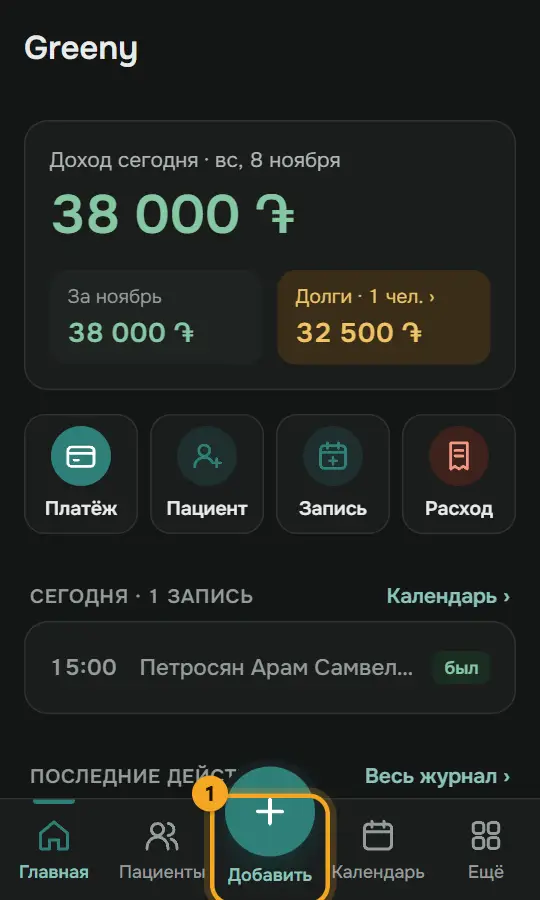 Greeny
Доход сегодня · вс, 8 ноября
38 000 ֏
За ноябрь
38 000 ֏
Долги · 1 чел. ›
32 500 ֏
Платёж
Пациент
Запись
Расход
СЕГОДНЯ · 1 ЗАПИСЬ
Календарь ›
15:00 Петросян Арам Самвел... был
ПОСЛЕДНИЕ ДЕЙСТ
Весь журнал ›
1
Главная
Пациенты
Добавить
Календарь
Ещё